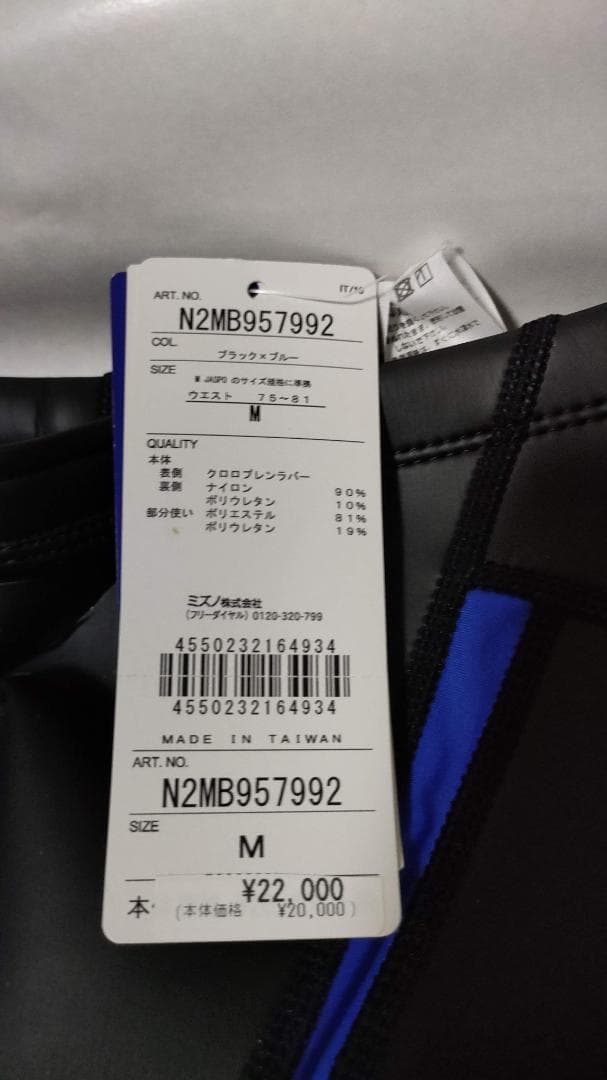 IT/10
ART. NO.
N2MB957992
COL.
ブラック×ブルー
SIZE
M JASPO のサイズ規格に準拠
ウエスト 75~81
M
QUALITY
本体
表側 クロロプレンラバー
裏側 ナイロン 90%
ポリウレタン 10%
部分使い ポリエステル 81%
ポリウレタン 19%
ミズノ株式会社
(フリーダイヤル) 0120-320-799
4550232164934
4550232164934
MADE IN TAIWAN
ART. NO.
N2MB957992
SIZE
M
¥22,000
本
(本体価格 ¥20,000)